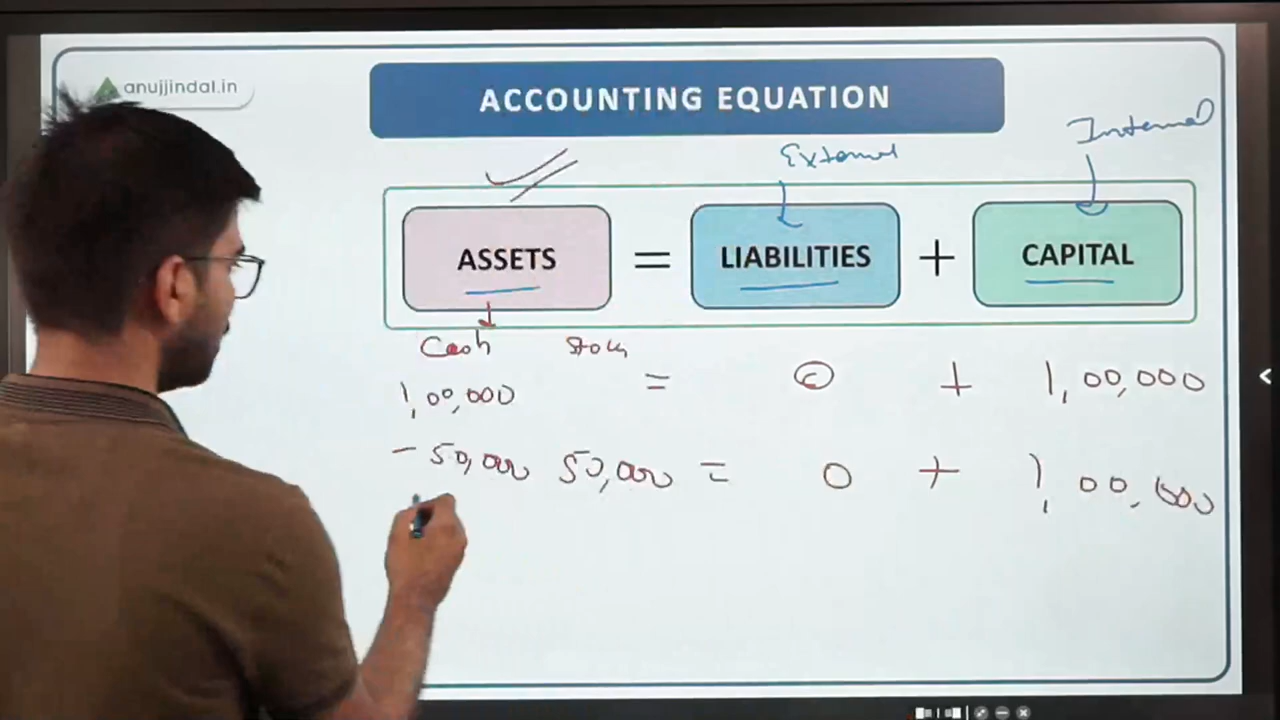 anujjindal.in
ACCOUNTING EQUATION
Internal
External
ASSETS = LIABILITIES + CAPITAL
Cash Stock
1,00,000 = 0 + 1,00,000
- 50,000 50,000 = 0 + 1,00,000